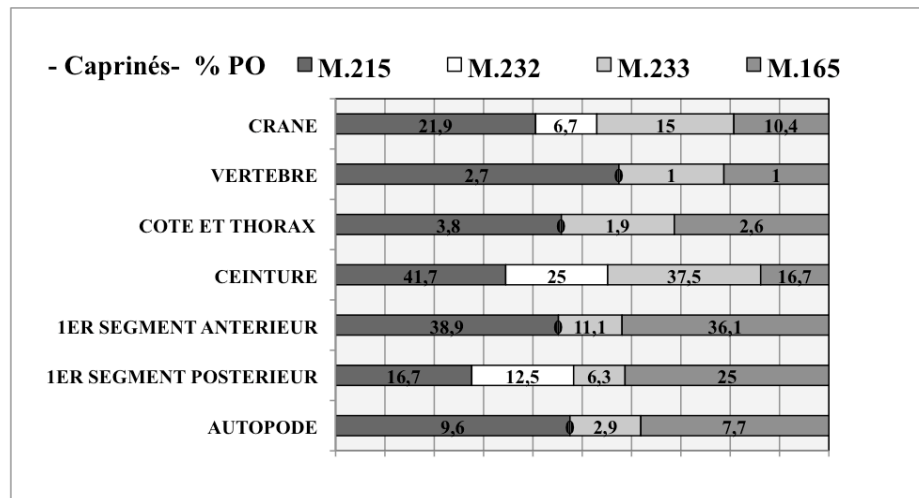 - Caprinés-  % PO M.215 M.232 M.233 M.165
CRANE 21,9 6,7 15 10,4
VERTEBRE 2,7 0 1 1
COTE ET THORAX 3,8 0 1,9 2,6
CEINTURE 41,7 25 37,5 16,7
1ER SEGMENT ANTERIEUR 38,9 0 11,1 36,1
1ER SEGMENT POSTERIEUR 16,7 12,5 6,3 25
AUTOPODE 9,6 0 2,9 7,7